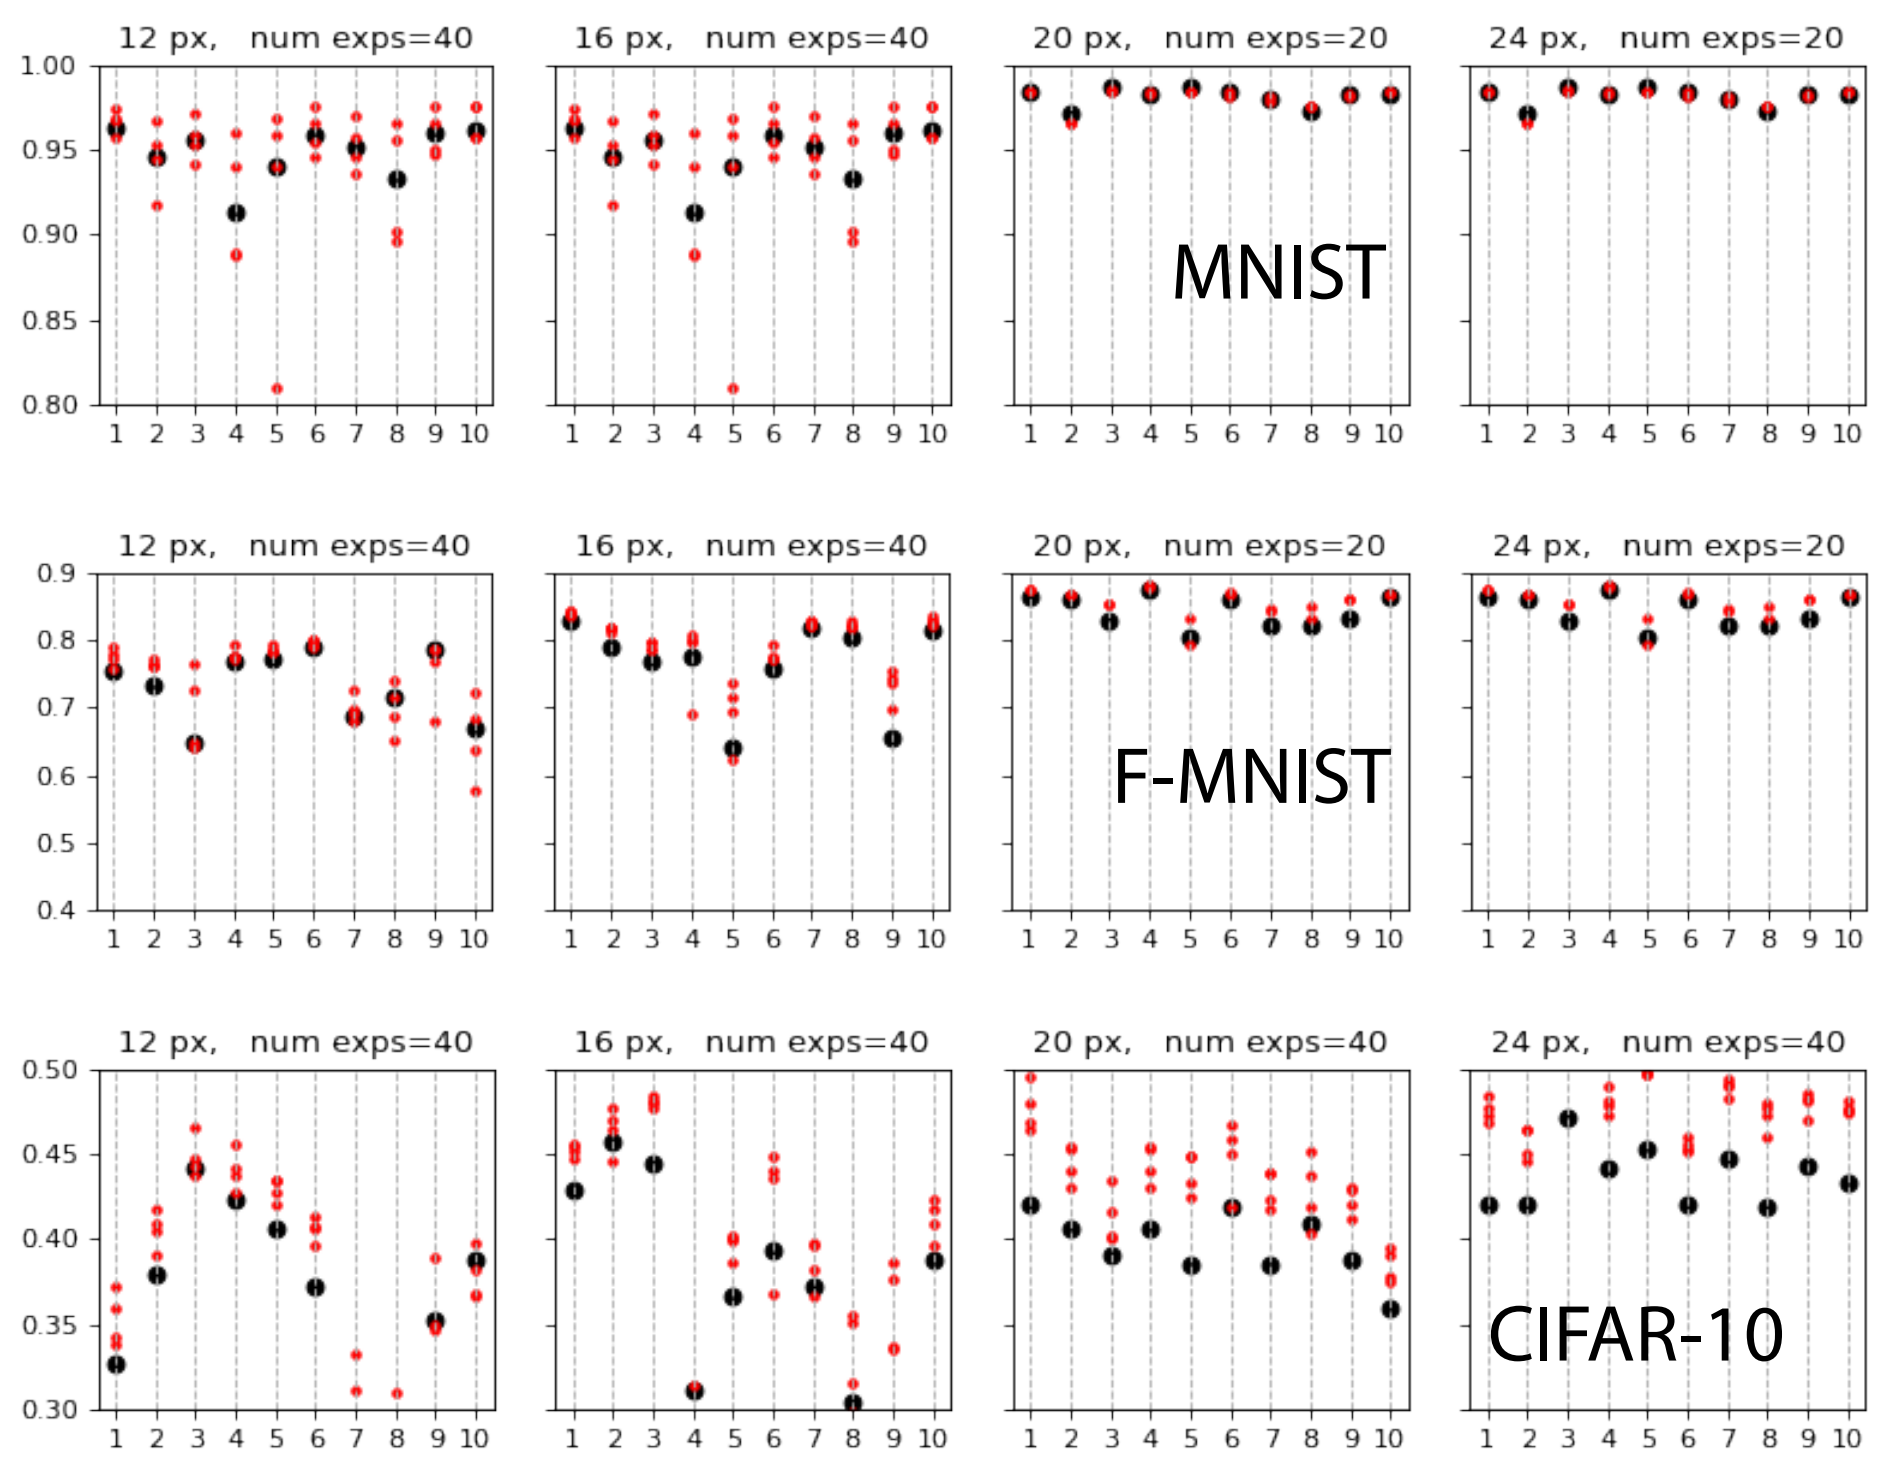 12 px,   num exps=40
16 px,   num exps=40
20 px,   num exps=20
24 px,   num exps=20
1.00
0.95
0.90
0.85
0.80
MNIST
1 2 3 4 5 6 7 8 9 10
1 2 3 4 5 6 7 8 9 10
1 2 3 4 5 6 7 8 9 10
1 2 3 4 5 6 7 8 9 10
12 px,   num exps=40
16 px,   num exps=40
20 px,   num exps=20
24 px,   num exps=20
0.9
0.8
0.7
0.6
0.5
0.4
F-MNIST
1 2 3 4 5 6 7 8 9 10
1 2 3 4 5 6 7 8 9 10
1 2 3 4 5 6 7 8 9 10
1 2 3 4 5 6 7 8 9 10
12 px,   num exps=40
16 px,   num exps=40
20 px,   num exps=40
24 px,   num exps=40
0.50
0.45
0.40
0.35
0.30
CIFAR-10
1 2 3 4 5 6 7 8 9 10
1 2 3 4 5 6 7 8 9 10
1 2 3 4 5 6 7 8 9 10
1 2 3 4 5 6 7 8 9 10